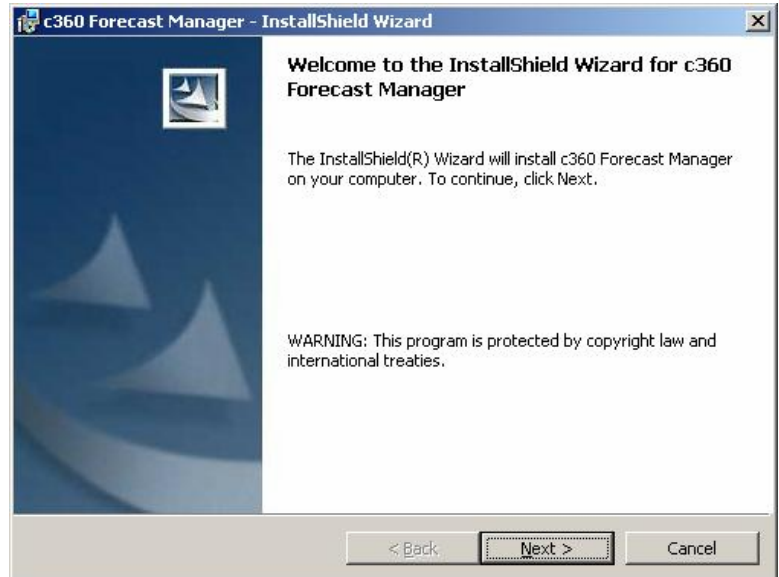 c360 Forecast Manager - InstallShield Wizard
Welcome to the InstallShield Wizard for c360
Forecast Manager
The InstallShield(R) Wizard will install c360 Forecast Manager
on your computer. To continue, click Next.
WARNING: This program is protected by copyright law and
international treaties.
< Back
Next >
Cancel